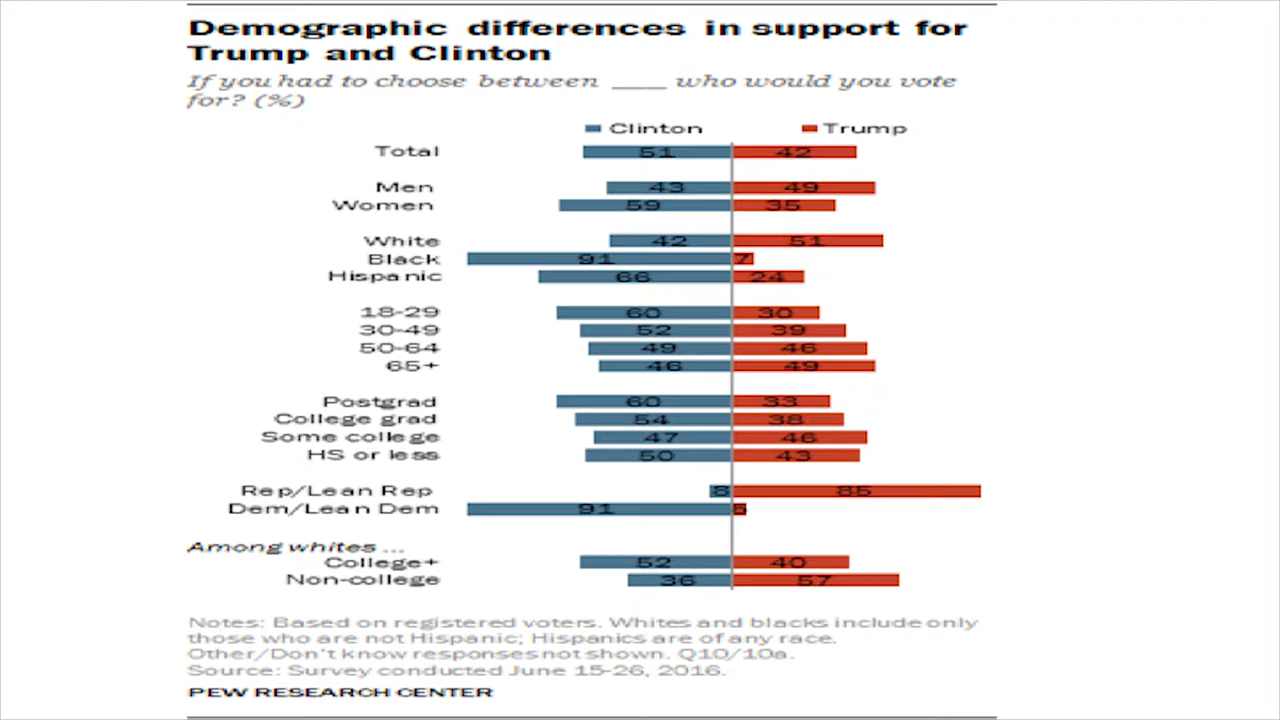 Demographic differences in support for
Trump and Clinton
If you had to choose between ____ who would you vote
for? (%)
Clinton Trump
Total 51 42
Men 43 49
Women 59 35
White 42 51
Black 91 7
Hispanic 66 24
18-29 60 30
30-49 52 39
50-64 49 46
65+ 46 49
Postgrad 60 33
College grad 54 38
Some college 47 46
HS or less 50 43
Rep/Lean Rep 8 85
Dem/Lean Dem 91
Among whites ...
College+ 52 40
Non-college 36 57
Notes: Based on registered voters. Whites and blacks include only
those who are not Hispanic; Hispanics are of any race.
Other/Don't know responses not shown. Q10/10a.
Source: Survey conducted June 15-26, 2016.
PEW RESEARCH CENTER